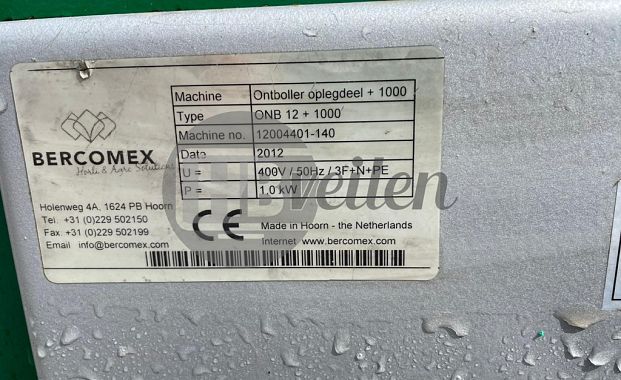 BERCOMEX
Horti & Agro Solutions
Holenweg 4A, 1624 PB Hoorn
Tel. +31 (0)229 502150
Fax. +31 (0)229 502199
Email info@bercomex.com
Machine Ontboller oplegdeel + 1000
Type ONB 12 + 1000
Machine no. 12004401-140
Date 2012
U = 400V / 50Hz / 3F+N+PE
P = 1.0 kW
CE
Made in Hoorn - the Netherlands
Internet www.bercomex.com
veilen